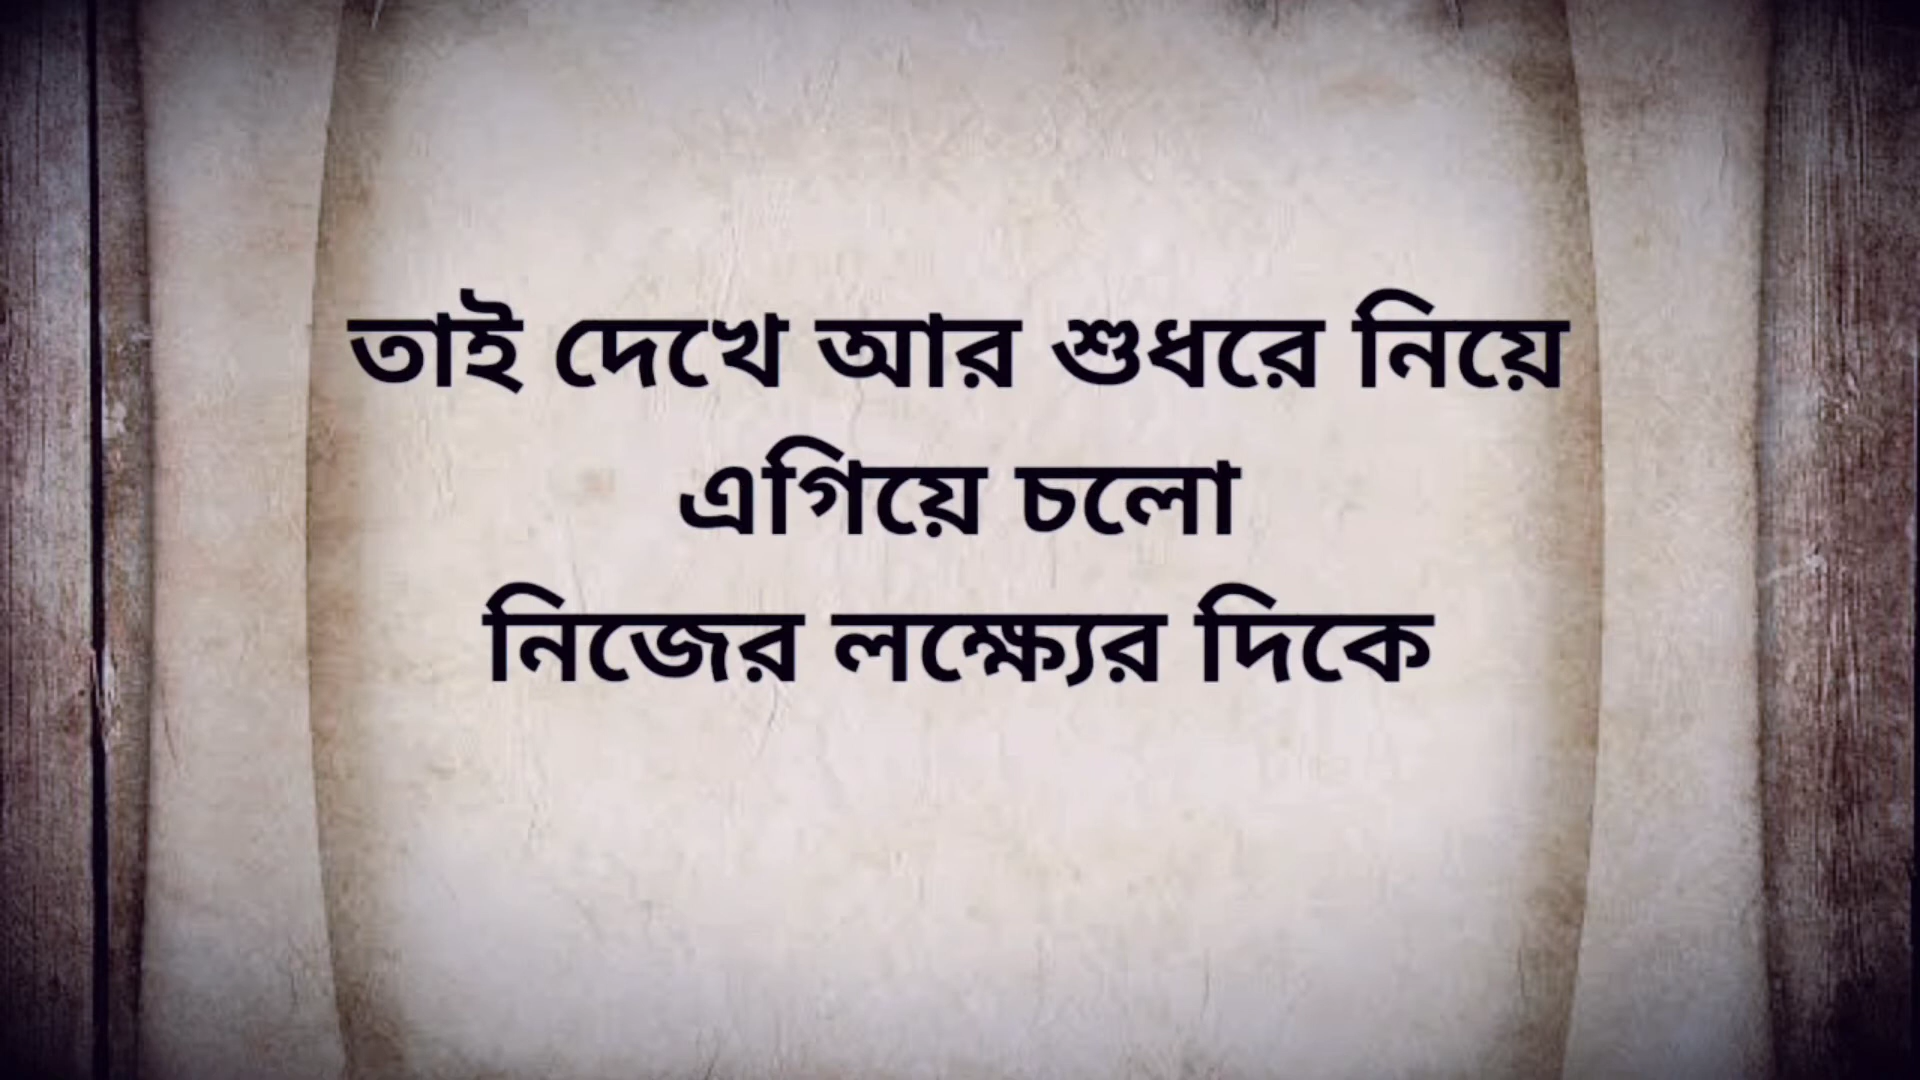 তাই দেখে আর শুধরে নিয়ে
এগিয়ে চলো
নিজের লক্ষ্যের দিকে